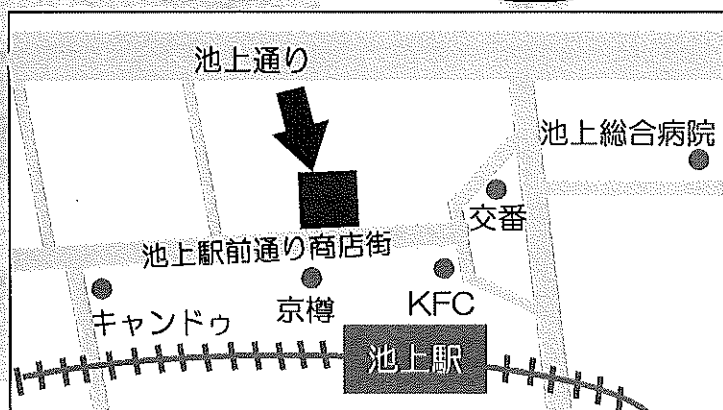 池上通り
池上総合病院
交番
池上駅前通り商店街
キャンドゥ
京樽
KFC
池上駅